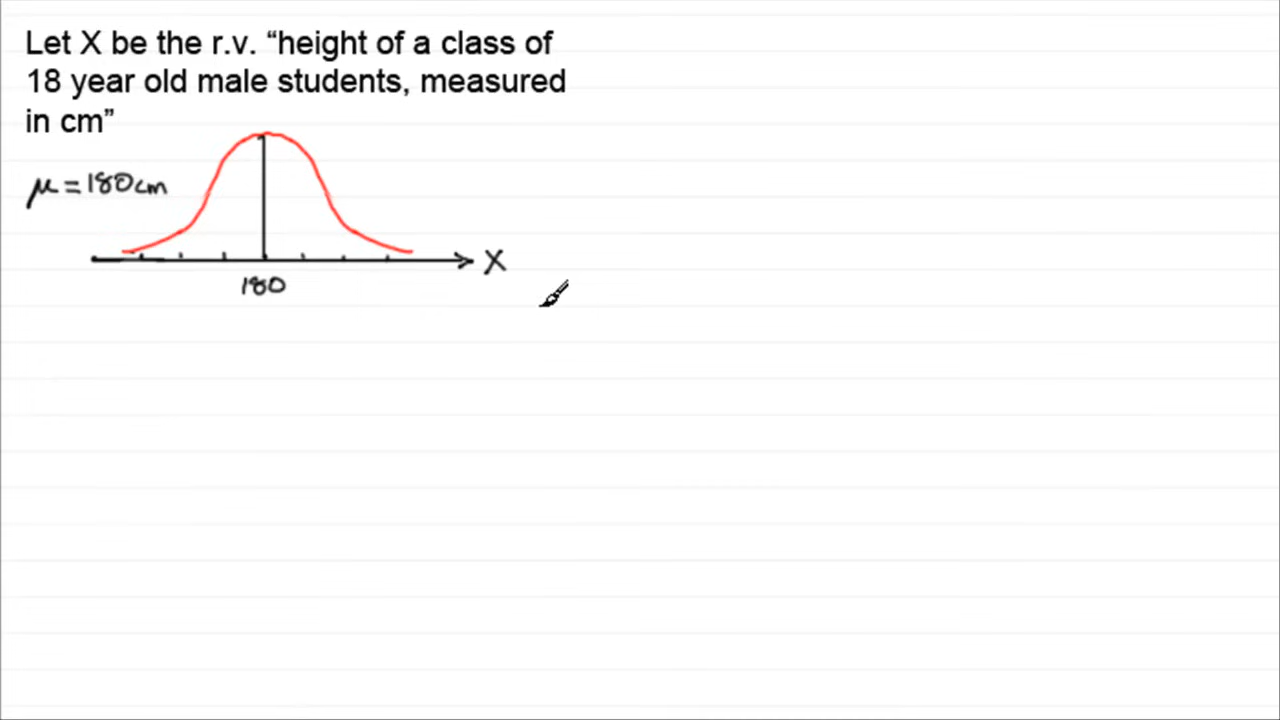 Let X be the r.v. “height of a class of
18 year old male students, measured
in cm”
μ = 180cm
X
180